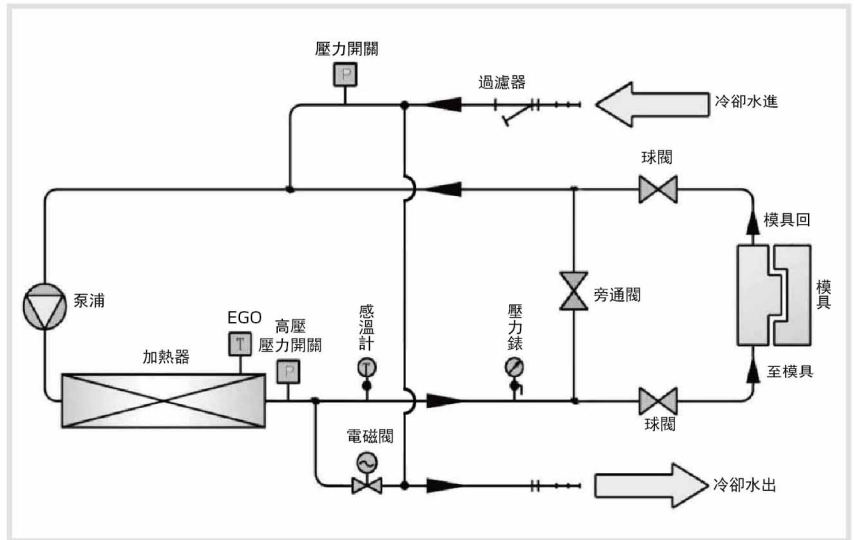 壓力開關
P
過濾器
冷卻水進
球閥
模具回
泵浦
EGO
T
高壓
壓力開關
P
感溫計
T
壓力錶
旁通閥
模具
加熱器
至模具
球閥
電磁閥
冷卻水出